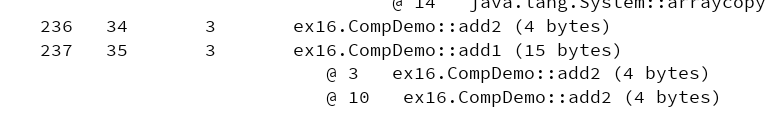 @ 14 java.lang.System::arraycopy
236 34 3 ex16.CompDemo::add2 (4 bytes)
237 35 3 ex16.CompDemo::add1 (15 bytes)
@ 3 ex16.CompDemo::add2 (4 bytes)
@ 10 ex16.CompDemo::add2 (4 bytes)